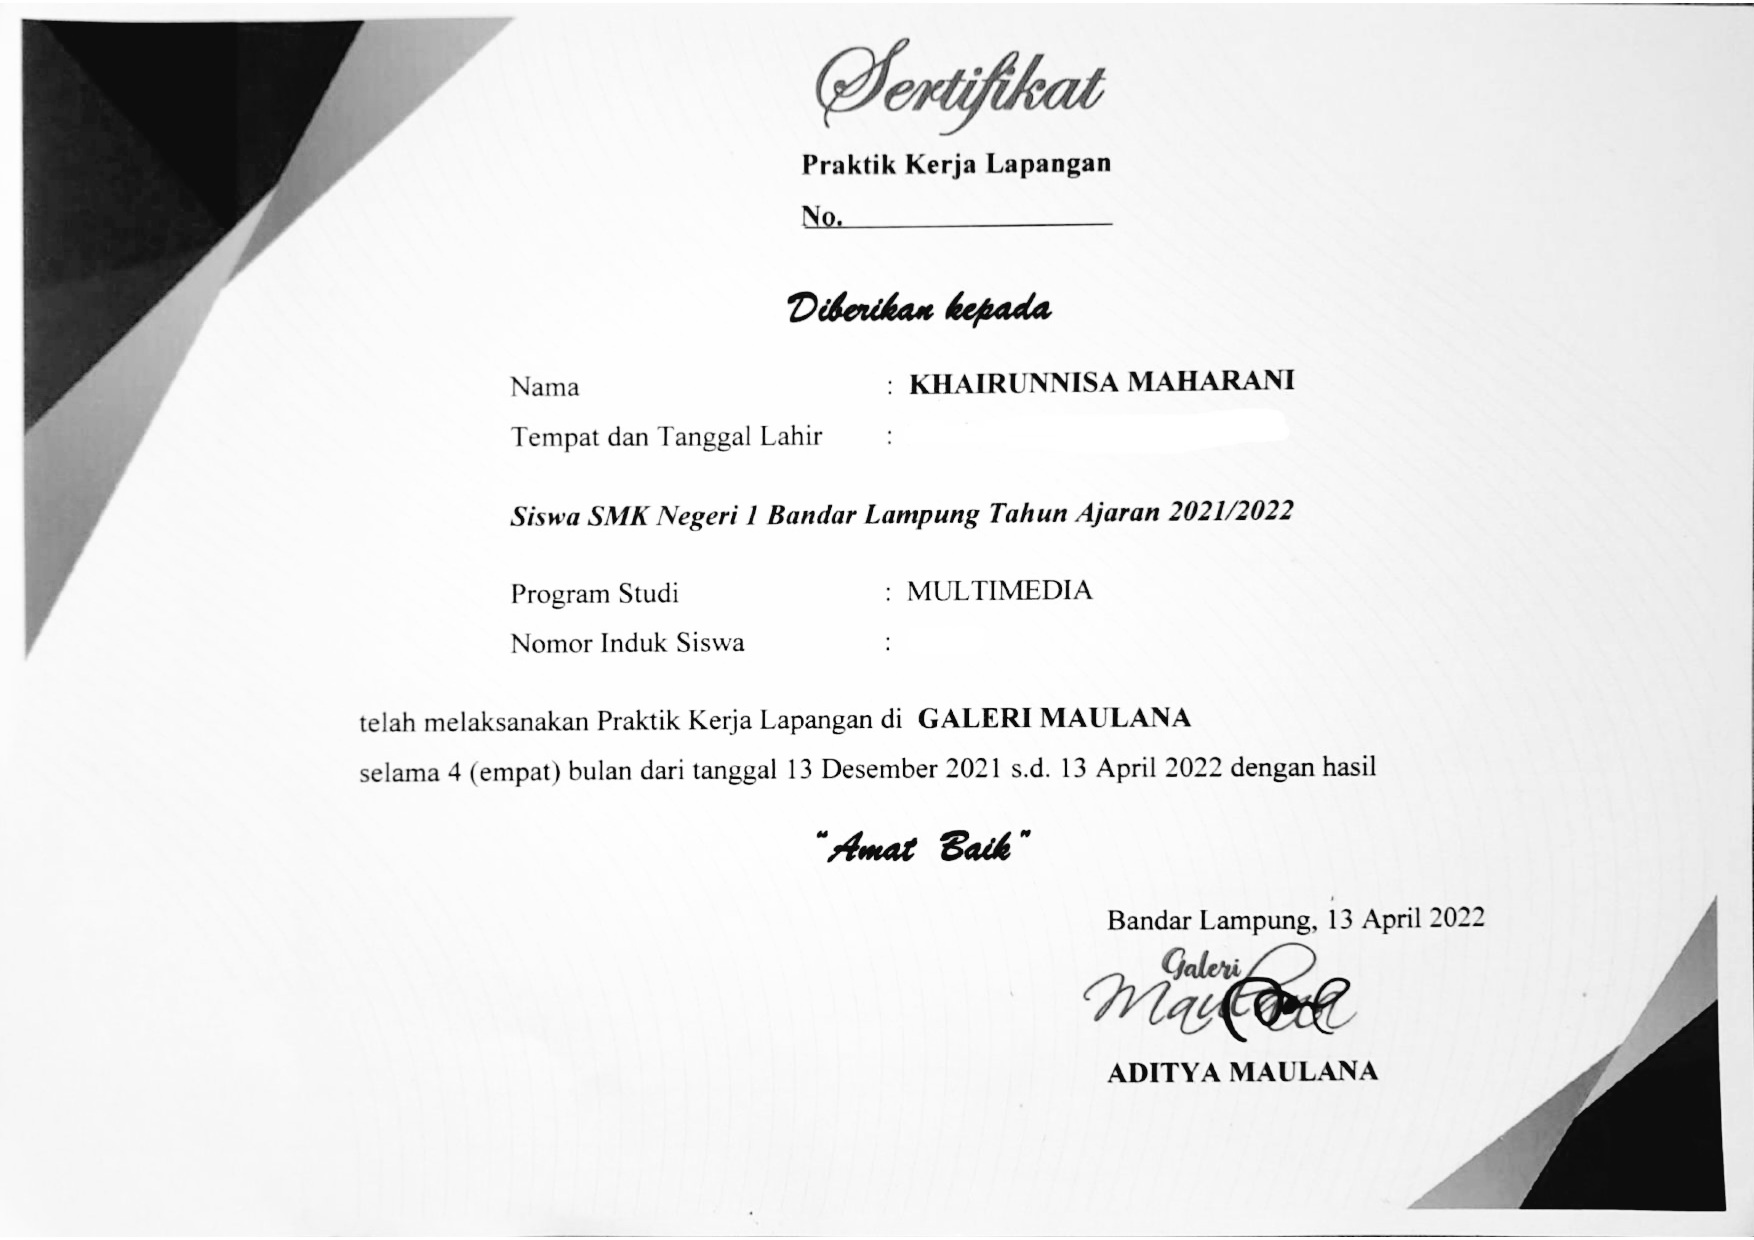 Sertifikat
Praktik Kerja Lapangan
No.
Diberikan kepada
Nama : KHAIRUNNISA MAHARANI
Tempat dan Tanggal Lahir :
Siswa SMK Negeri 1 Bandar Lampung Tahun Ajaran 2021/2022
Program Studi : MULTIMEDIA
Nomor Induk Siswa :
telah melaksanakan Praktik Kerja Lapangan di GALERI MAULANA
selama 4 (empat) bulan dari tanggal 13 Desember 2021 s.d. 13 April 2022 dengan hasil
"Amat Baik"
Bandar Lampung, 13 April 2022
Galeri
Maulana
ADITYA MAULANA